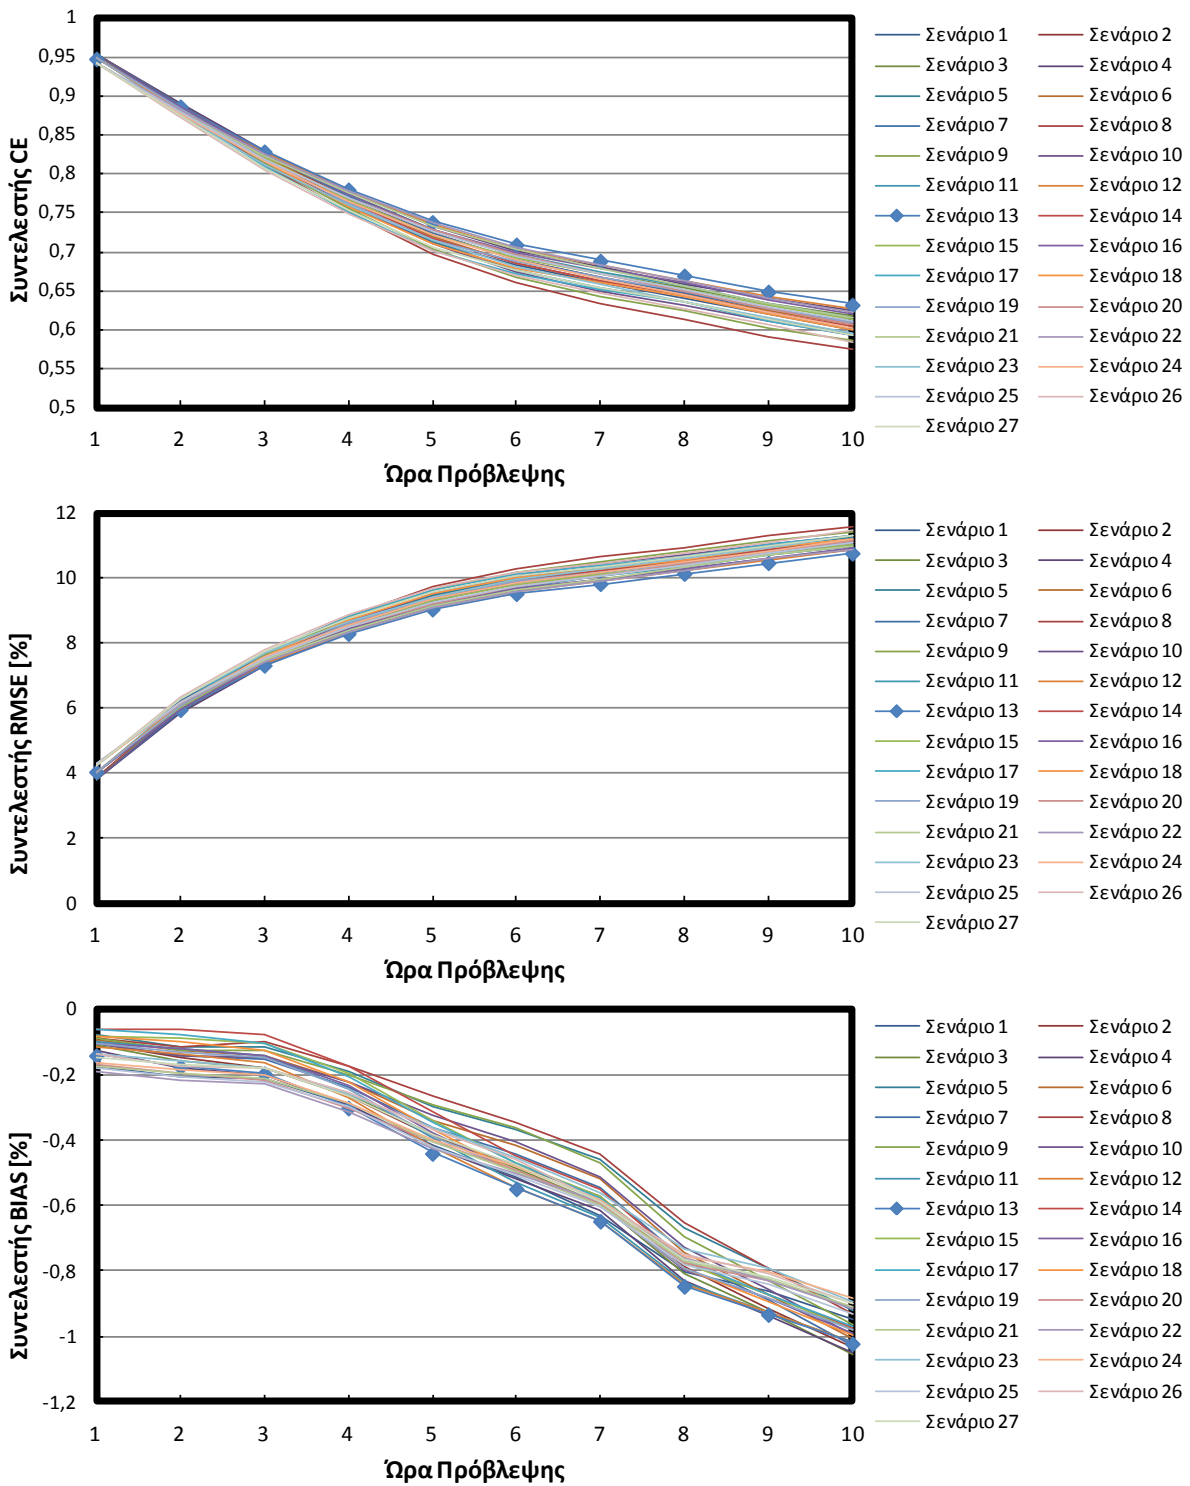 Συντελεστής CE
1
0,95
0,9
0,85
0,8
0,75
0,7
0,65
0,6
0,55
0,5
1 2 3 4 5 6 7 8 9 10
Ώρα Πρόβλεψης
Σενάριο 1 Σενάριο 2
Σενάριο 3 Σενάριο 4
Σενάριο 5 Σενάριο 6
Σενάριο 7 Σενάριο 8
Σενάριο 9 Σενάριο 10
Σενάριο 11 Σενάριο 12
Σενάριο 13 Σενάριο 14
Σενάριο 15 Σενάριο 16
Σενάριο 17 Σενάριο 18
Σενάριο 19 Σενάριο 20
Σενάριο 21 Σενάριο 22
Σενάριο 23 Σενάριο 24
Σενάριο 25 Σενάριο 26
Σενάριο 27
Συντελεστής RMSE [%]
12
10
8
6
4
2
0
1 2 3 4 5 6 7 8 9 10
Ώρα Πρόβλεψης
Σενάριο 1 Σενάριο 2
Σενάριο 3 Σενάριο 4
Σενάριο 5 Σενάριο 6
Σενάριο 7 Σενάριο 8
Σενάριο 9 Σενάριο 10
Σενάριο 11 Σενάριο 12
Σενάριο 13 Σενάριο 14
Σενάριο 15 Σενάριο 16
Σενάριο 17 Σενάριο 18
Σενάριο 19 Σενάριο 20
Σενάριο 21 Σενάριο 22
Σενάριο 23 Σενάριο 24
Σενάριο 25 Σενάριο 26
Σενάριο 27
Συντελεστής BIAS [%]
0
-0,2
-0,4
-0,6
-0,8
-1
-1,2
1 2 3 4 5 6 7 8 9 10
Ώρα Πρόβλεψης
Σενάριο 1 Σενάριο 2
Σενάριο 3 Σενάριο 4
Σενάριο 5 Σενάριο 6
Σενάριο 7 Σενάριο 8
Σενάριο 9 Σενάριο 10
Σενάριο 11 Σενάριο 12
Σενάριο 13 Σενάριο 14
Σενάριο 15 Σενάριο 16
Σενάριο 17 Σενάριο 18
Σενάριο 19 Σενάριο 20
Σενάριο 21 Σενάριο 22
Σενάριο 23 Σενάριο 24
Σενάριο 25 Σενάριο 26
Σενάριο 27